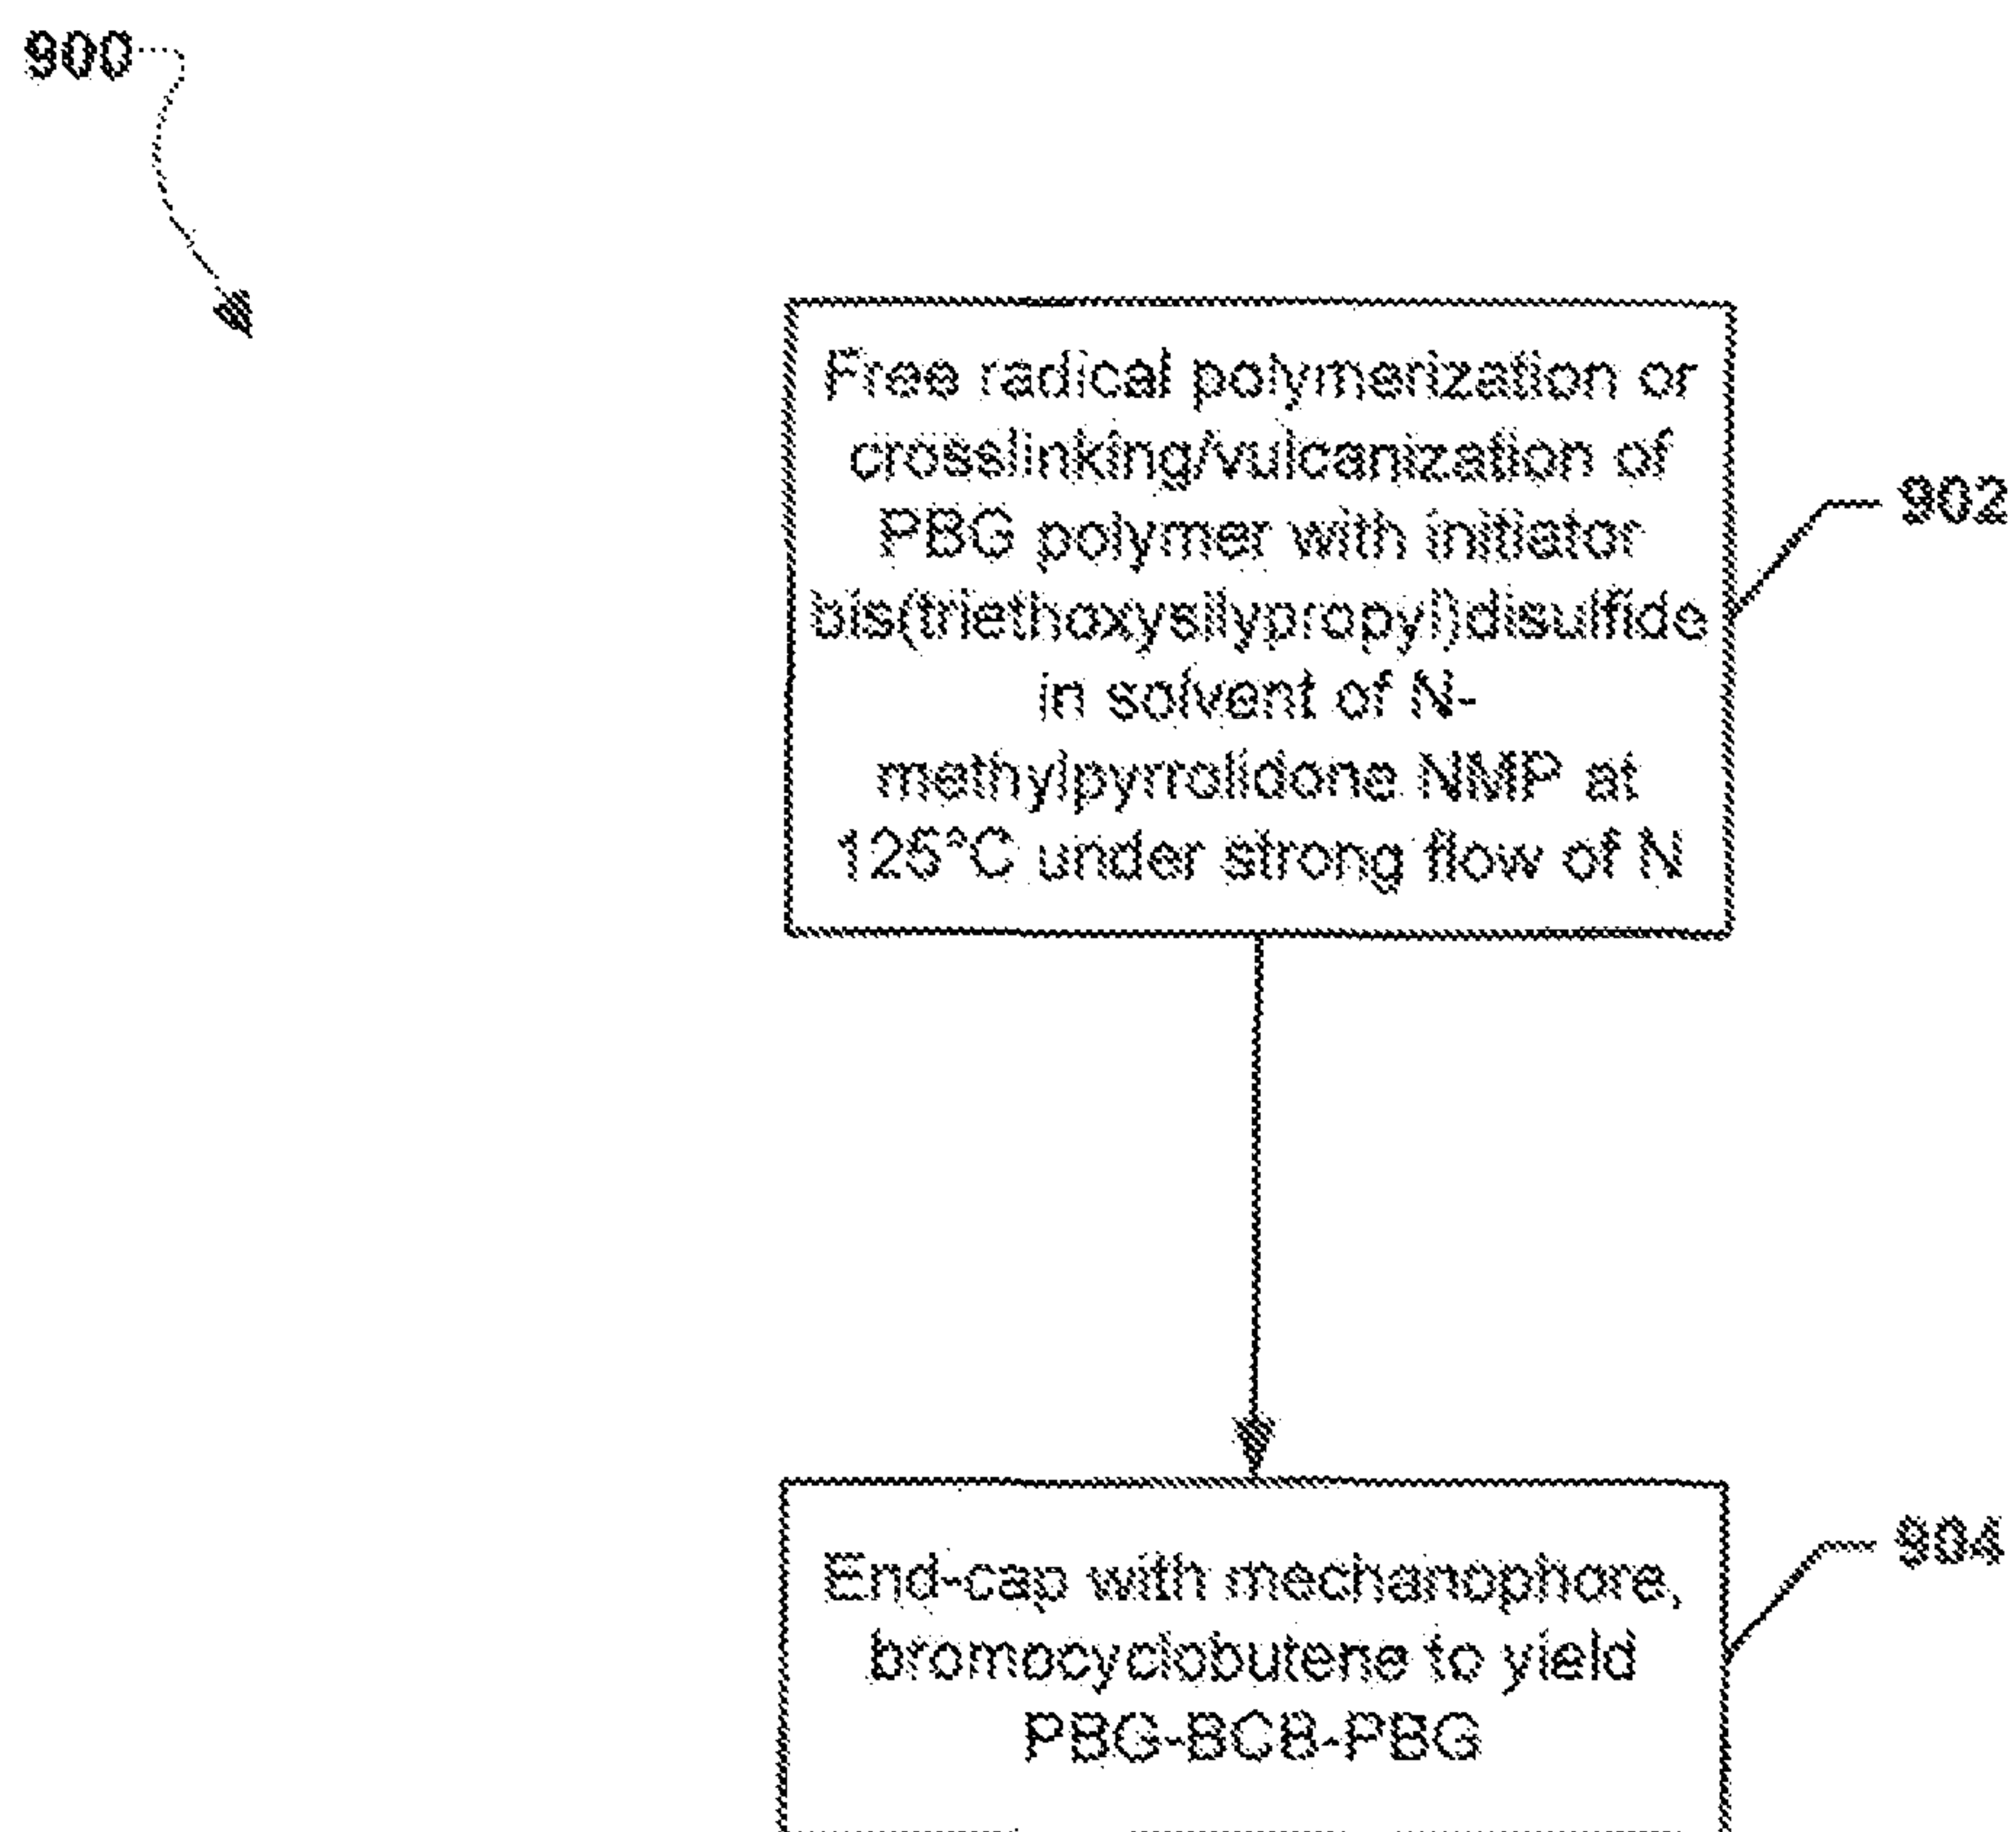 900
Free radical polymerization or
crosslinking/vulcanization of
PBG polymer with initiator
bis(triethoxysilypropyl)disulfide
in solvent of N-
methylpyrrolidone NMP at
125°C under strong flow of N
902
End-cap with mechanophore,
bromocyclobutene to yield
PBG-BCB-PBG
904